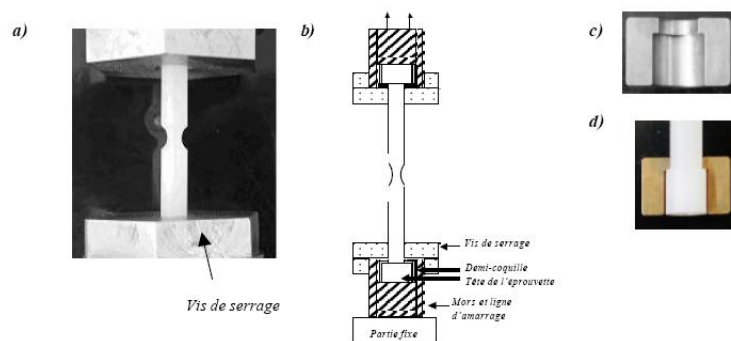 a)
b)
c)
d)
Vis de serrage
Vis de serrage
Demi-coquille
Tête de l'éprouvette
Mors et ligne
d'amarrage
Partie fixe